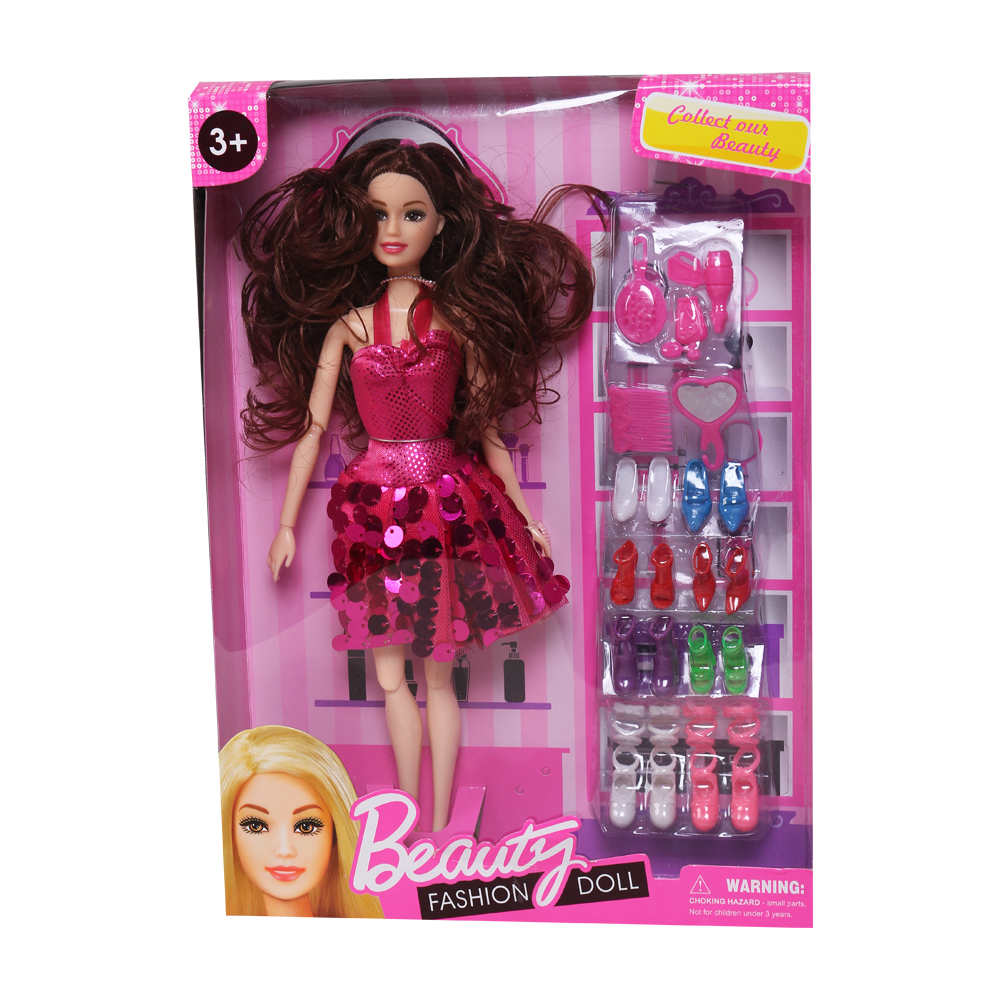 3+
Collect our
Beauty
Beauty
FASHION DOLL
WARNING:
CHOKING HAZARD - small parts.
Not for children under 3 years.